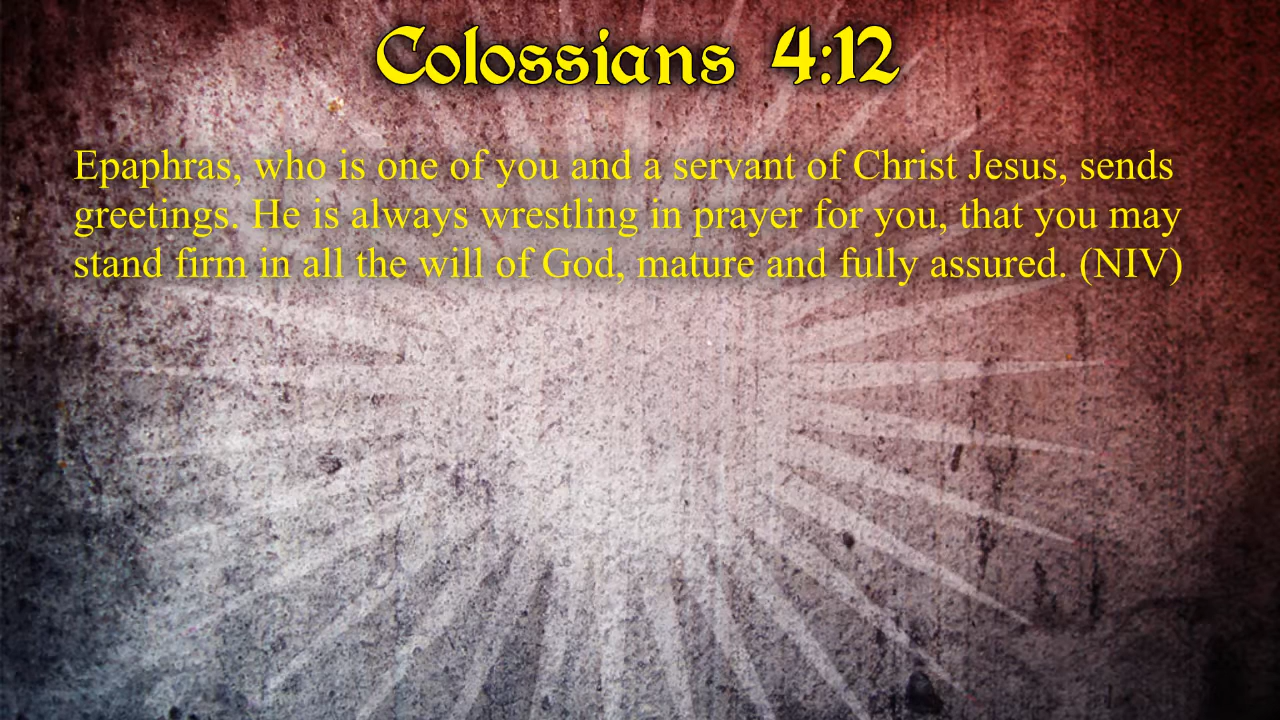 Colossians 4:12
Epaphras, who is one of you and a servant of Christ Jesus, sends
greetings. He is always wrestling in prayer for you, that you may
stand firm in all the will of God, mature and fully assured. (NIV)